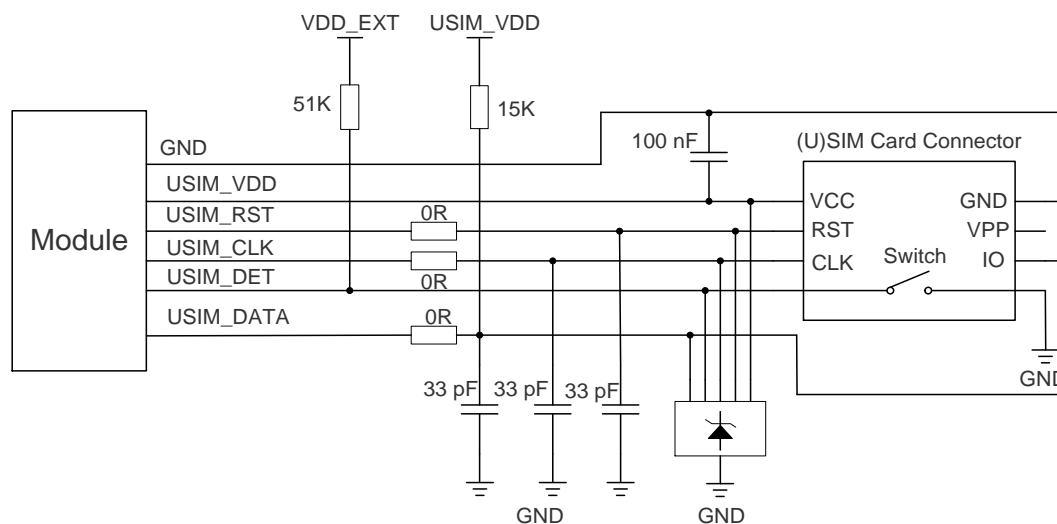 VDD_EXT
USIM_VDD
51K
15K
GND
100 nF
(U)SIM Card Connector
USIM_VDD
VCC
GND
USIM_RST
0R
RST
VPP
Module
USIM_CLK
CLK
Switch
IO
USIM_DET
0R
USIM_DATA
0R
GND
33 pF
33 pF
33 pF
GND
GND